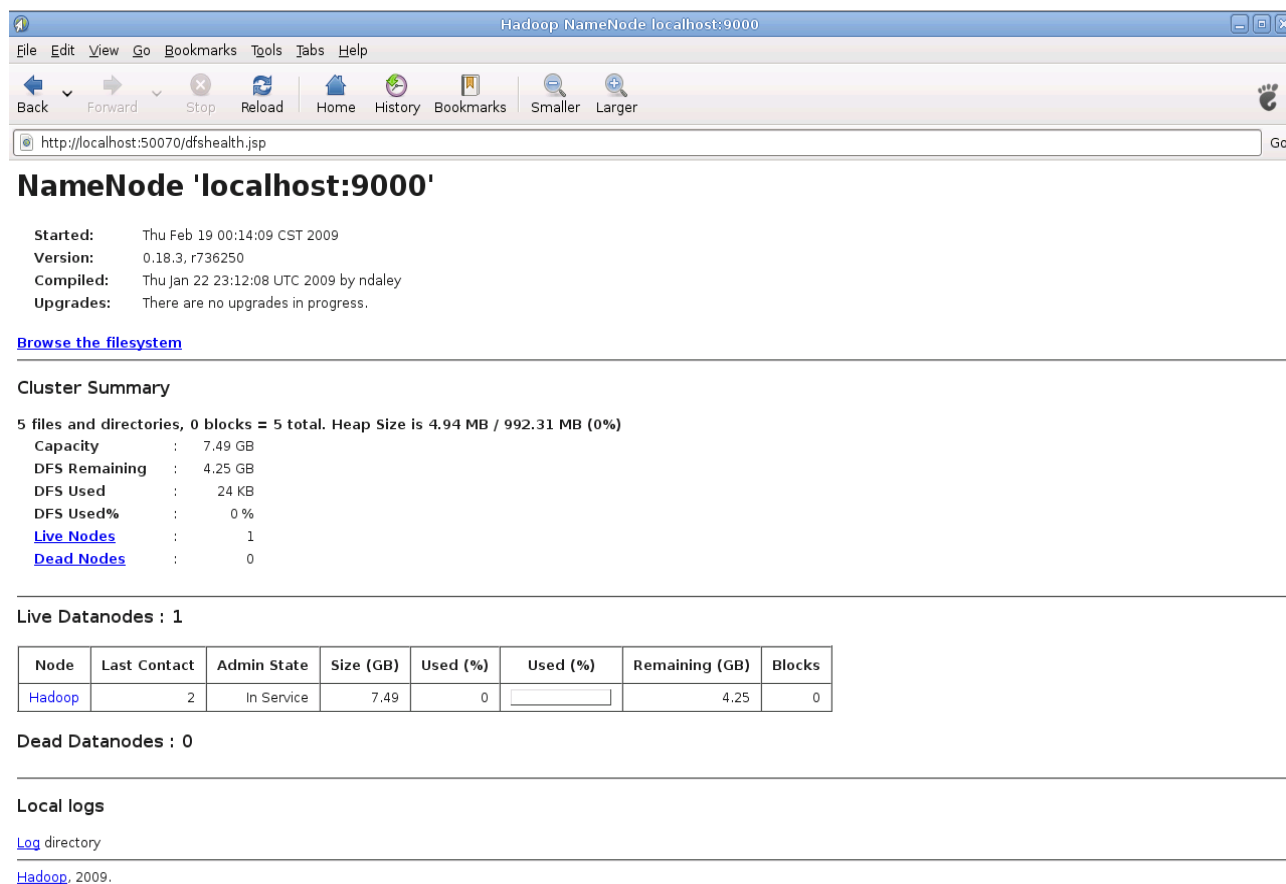 Hadoop NameNode localhost:9000
File Edit View Go Bookmarks Tools Tabs Help
Back Forward Stop Reload Home History Bookmarks Smaller Larger
http://localhost:50070/dfshealth.jsp Go
NameNode 'localhost:9000'
Started: Thu Feb 19 00:14:09 CST 2009
Version: 0.18.3, r736250
Compiled: Thu Jan 22 23:12:08 UTC 2009 by ndaley
Upgrades: There are no upgrades in progress.
Browse the filesystem
Cluster Summary
5 files and directories, 0 blocks = 5 total. Heap Size is 4.94 MB / 992.31 MB (0%)
Capacity : 7.49 GB
DFS Remaining : 4.25 GB
DFS Used : 24 KB
DFS Used% : 0 %
Live Nodes : 1
Dead Nodes : 0
Live Datanodes : 1
Node Last Contact Admin State Size (GB) Used (%) Used (%) Remaining (GB) Blocks
Hadoop 2 In Service 7.49 0 4.25 0
Dead Datanodes : 0
Local logs
Log directory
Hadoop, 2009.